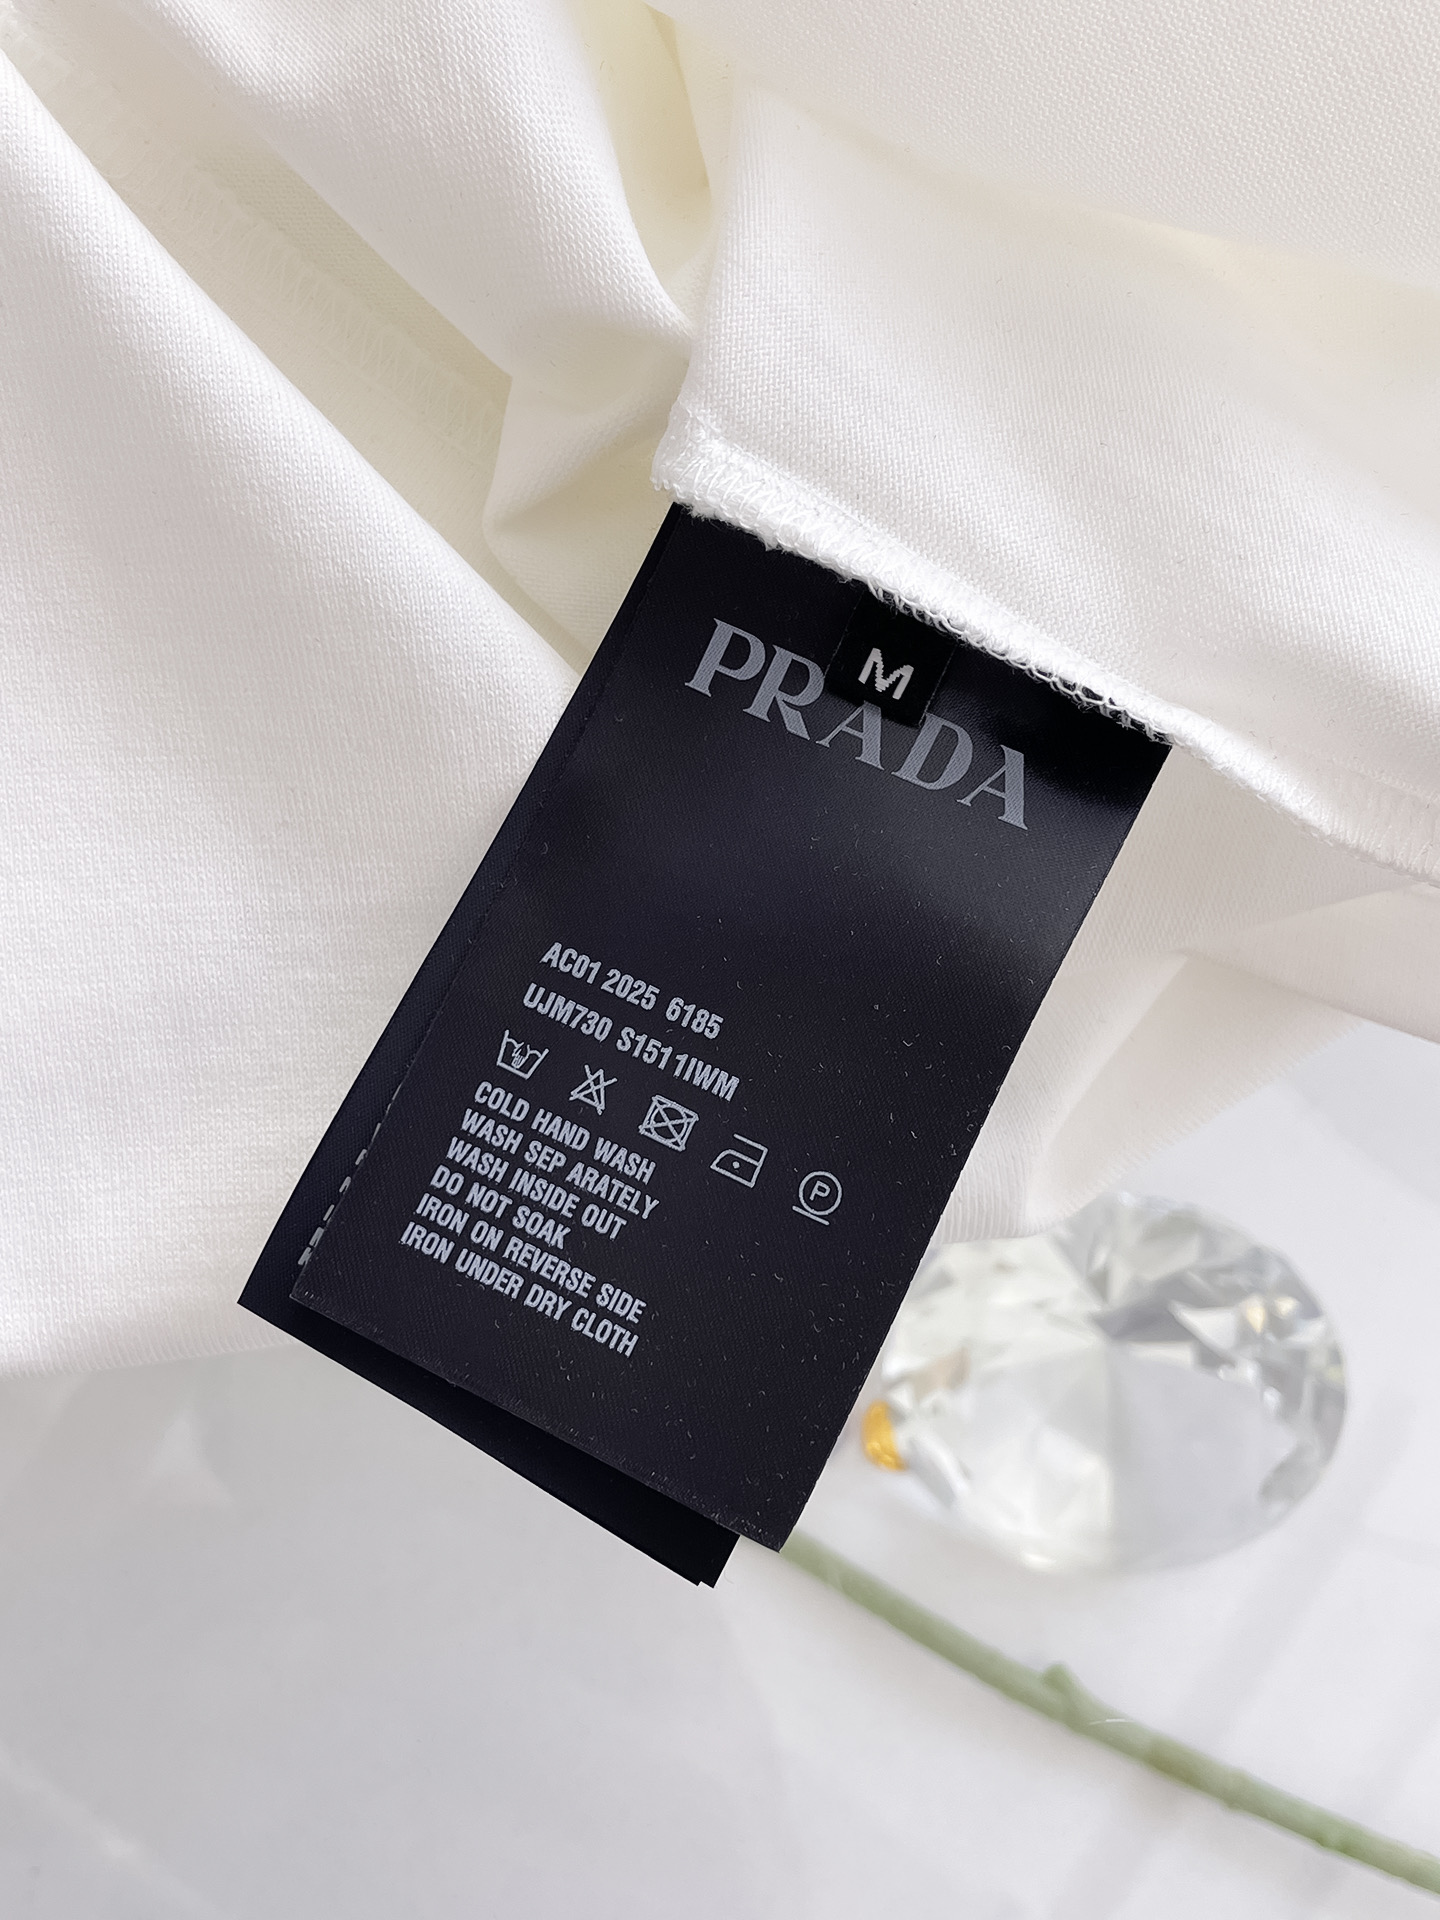 M
PRADA
AC01 2025 6185
UJM730 S1511IWM
P
COLD HAND WASH
WASH SEP ARATELY
WASH INSIDE OUT
DO NOT SOAK
IRON ON REVERSE SIDE
IRON UNDER DRY CLOTH